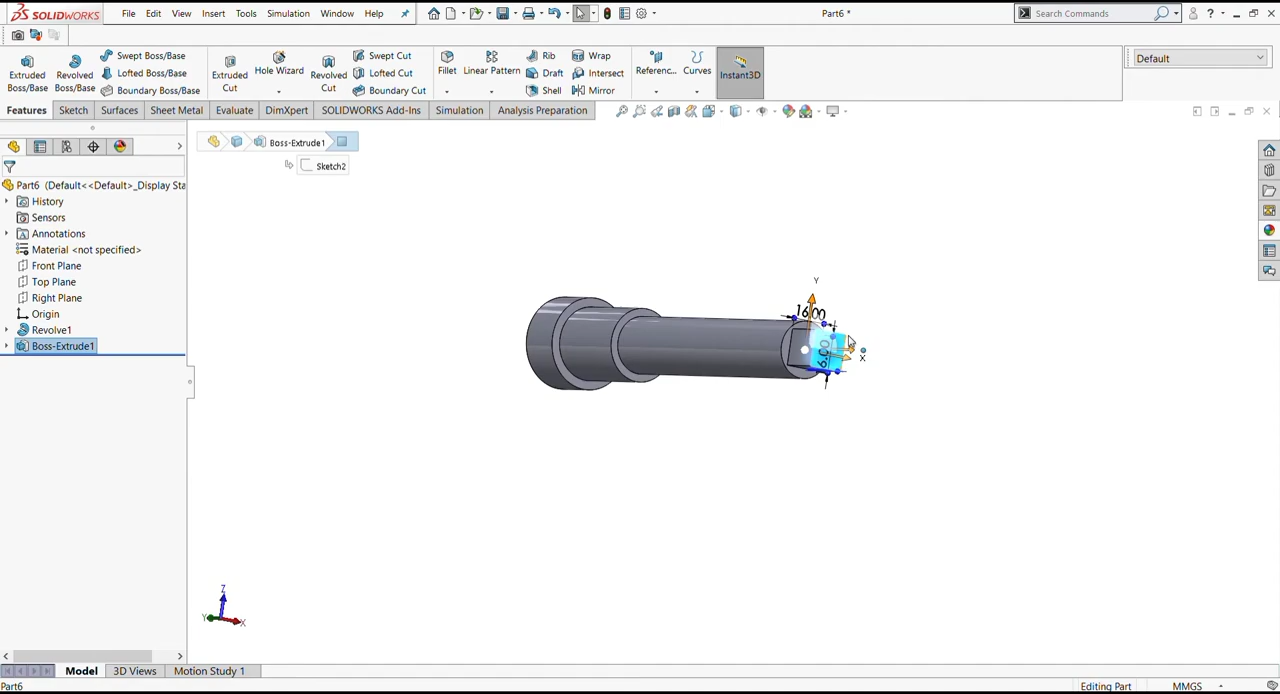 SOLIDWORKS File Edit View Insert Tools Simulation Window Help Part6 * Search Commands
Extruded Boss/Base Revolved Boss/Base Swept Boss/Base Lofted Boss/Base Boundary Boss/Base Extruded Cut Hole Wizard Revolved Cut Swept Cut Lofted Cut Boundary Cut Fillet Linear Pattern Rib Draft Shell Wrap Intersect Mirror Referenc... Curves Instant3D Default
Features Sketch Surfaces Sheet Metal Evaluate DimXpert SOLIDWORKS Add-Ins Simulation Analysis Preparation
Boss-Extrude1
Sketch2
Part6 (Default<<Default>_Display Sta
History
Sensors
Annotations
Material <not specified>
Front Plane
Top Plane
Right Plane
Origin
Revolve1
Boss-Extrude1
Y
16.00
6.00
X
Z
Y
X
Model 3D Views Motion Study 1
Part6 Editing Part MMGS